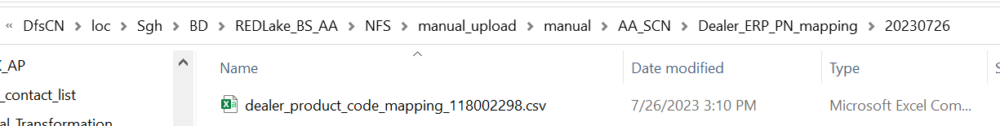 « DfsCN > loc > Sgh > BD > REDLake_BS_AA > NFS > manual_upload > manual > AA_SCN > Dealer_ERP_PN_mapping > 20230726
Name Date modified Type S
_AP
dealer_product_code_mapping_118002298.csv 7/26/2023 3:10 PM Microsoft Excel Com...
_contact_list
al_Transformation